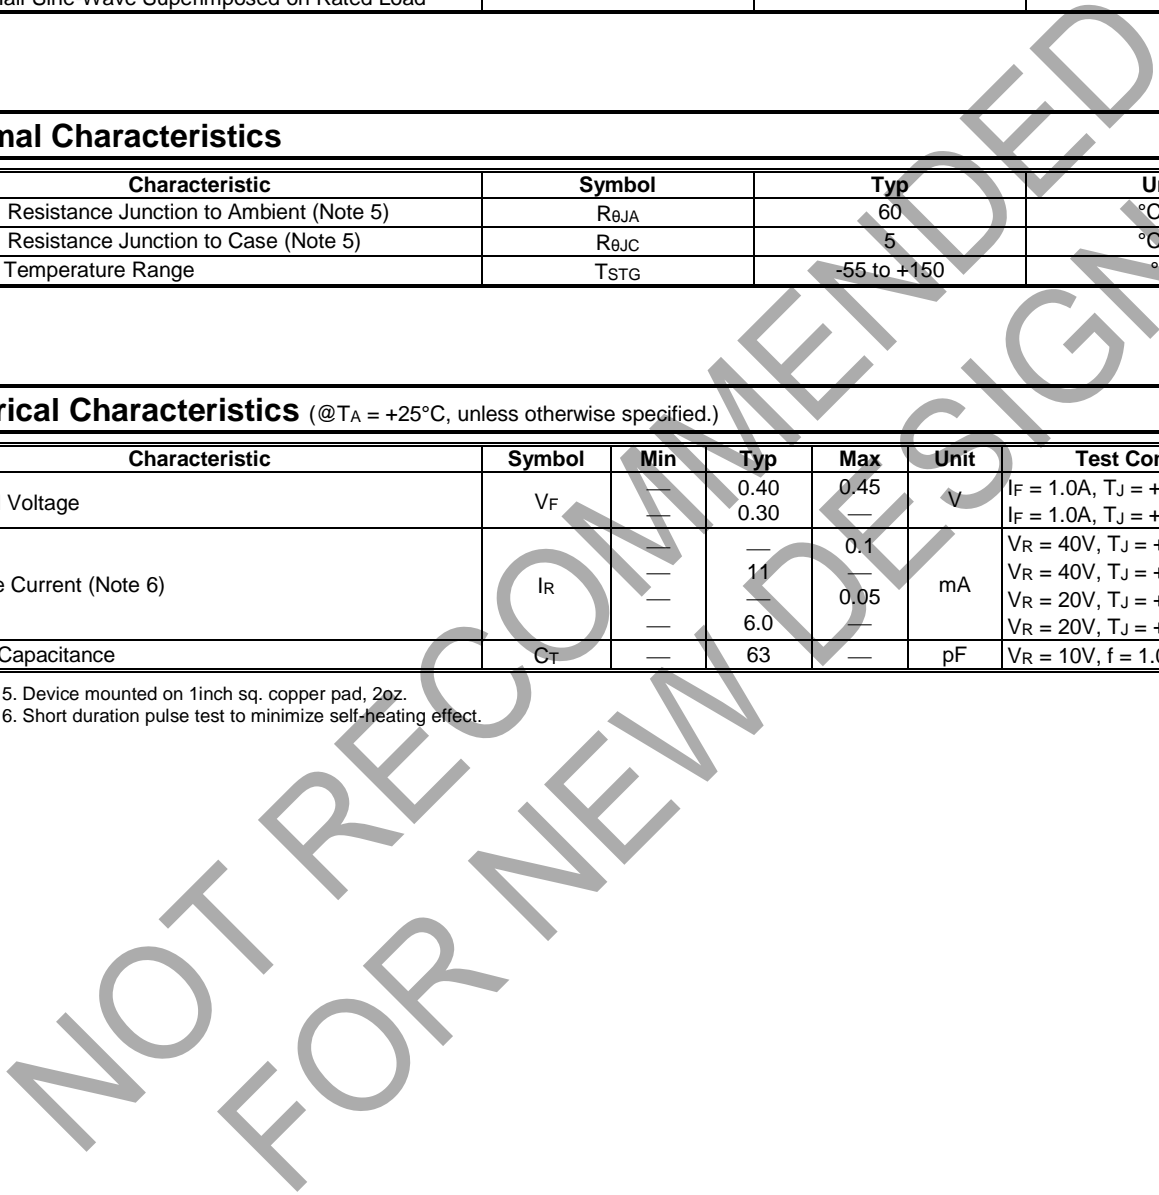 Half Sine-Wave Superimposed on Rated Load
mal Characteristics
Characteristic Symbol Typ
Resistance Junction to Ambient (Note 5) RθJA 60
Resistance Junction to Case (Note 5) RθJC 5
Temperature Range TSTG -55 to +150
rical Characteristics (@TA = +25°C, unless otherwise specified.)
Characteristic Symbol Min Typ Max Unit Test Con
Voltage VF V
— 0.40 0.45 IF = 1.0A, TJ = +
— 0.30 — IF = 1.0A, TJ = +
e Current (Note 6) IR mA
— — 0.1 VR = 40V, TJ = +
— 11 — VR = 40V, TJ = +
— — 0.05 VR = 20V, TJ = +
— 6.0 — VR = 20V, TJ = +
Capacitance CT — 63 — pF VR = 10V, f = 1.0
5. Device mounted on 1inch sq. copper pad, 2oz.
6. Short duration pulse test to minimize self-heating effect.
NOT RECOMMENDED
FOR NEW DESIGN